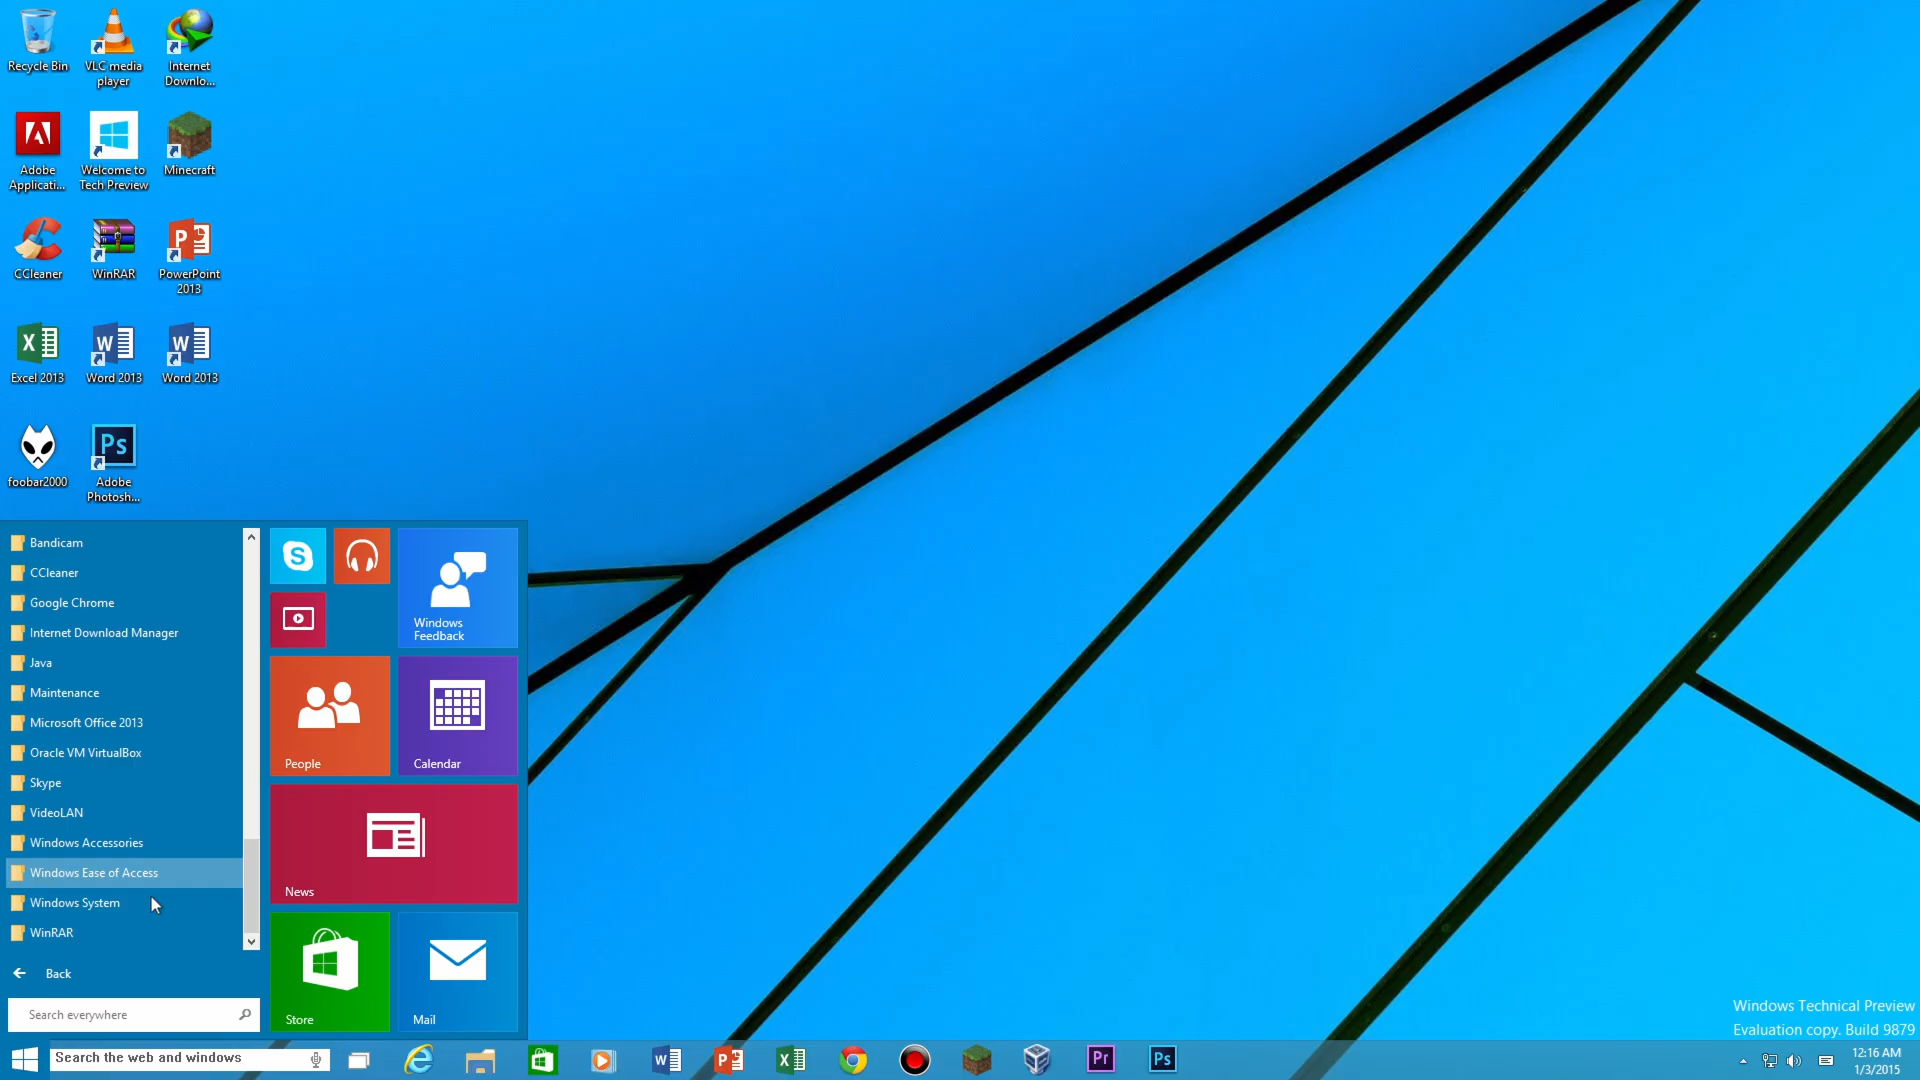 Recycle Bin
VLC media
player
Internet
Downlo...
Adobe
Applicati...
Welcome to
Tech Preview
Minecraft
CCleaner
WinRAR
PowerPoint
2013
Excel 2013
Word 2013
Word 2013
foobar2000
Ps
Adobe
Photosh...
Bandicam
CCleaner
Google Chrome
Internet Download Manager
Java
Maintenance
Microsoft Office 2013
Oracle VM VirtualBox
Skype
VideoLAN
Windows Accessories
Windows Ease of Access
Windows System
WinRAR
Back
Search everywhere
Windows
Feedback
People
Calendar
News
Store
Mail
Windows Technical Preview
Evaluation copy. Build 9879
Search the web and windows
Pr
Ps
12:16 AM
1/3/2015